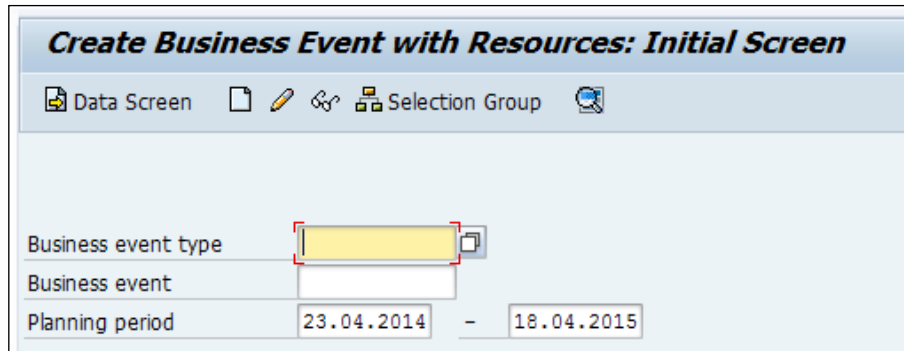 Create Business Event with Resources: Initial Screen
Data Screen Selection Group
Business event type
Business event
Planning period 23.04.2014 - 18.04.2015